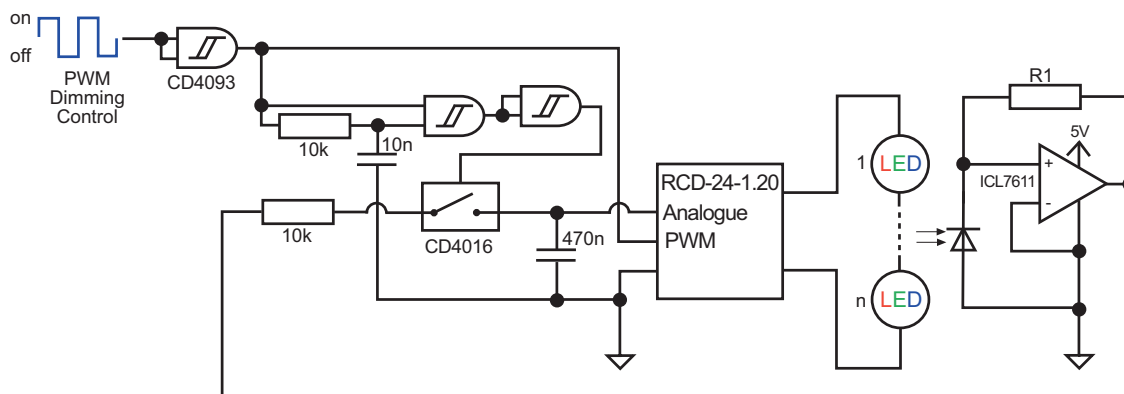 on
off
PWM
Dimming
Control
CD4093
10k
10n
10k
CD4016
470n
RCD-24-1.20
Analogue
PWM
1 LED
n LED
R1
5V
ICL7611
+
-